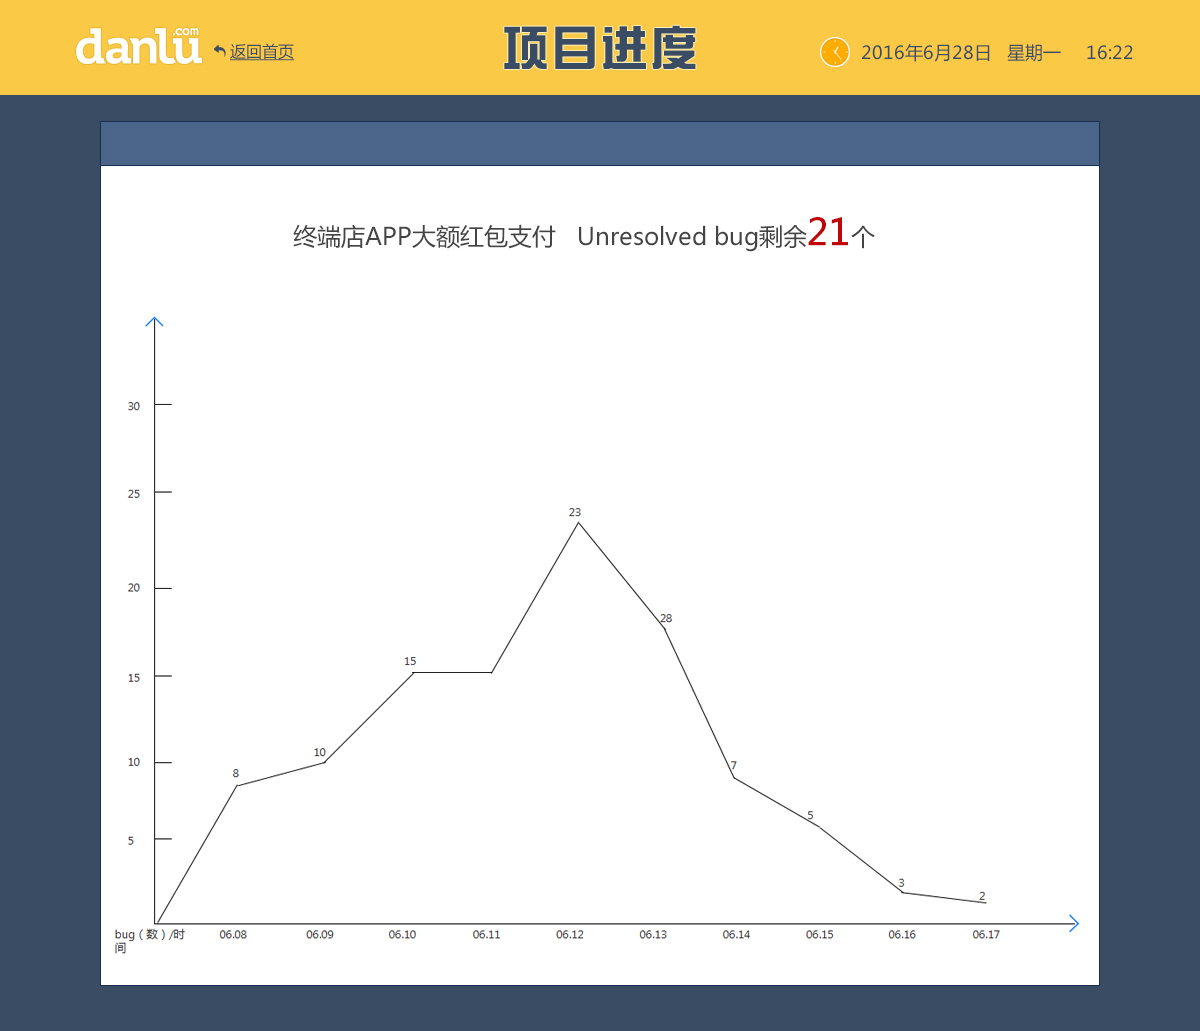 danlu.com
返回首页
项目进度
2016年6月28日 星期一 16:22
终端店APP大额红包支付 Unresolved bug剩余21个
30
25
23
20
28
15
15
10
10
8
7
5
5
3
2
bug（数）/时
间
06.08 06.09 06.10 06.11 06.12 06.13 06.14 06.15 06.16 06.17